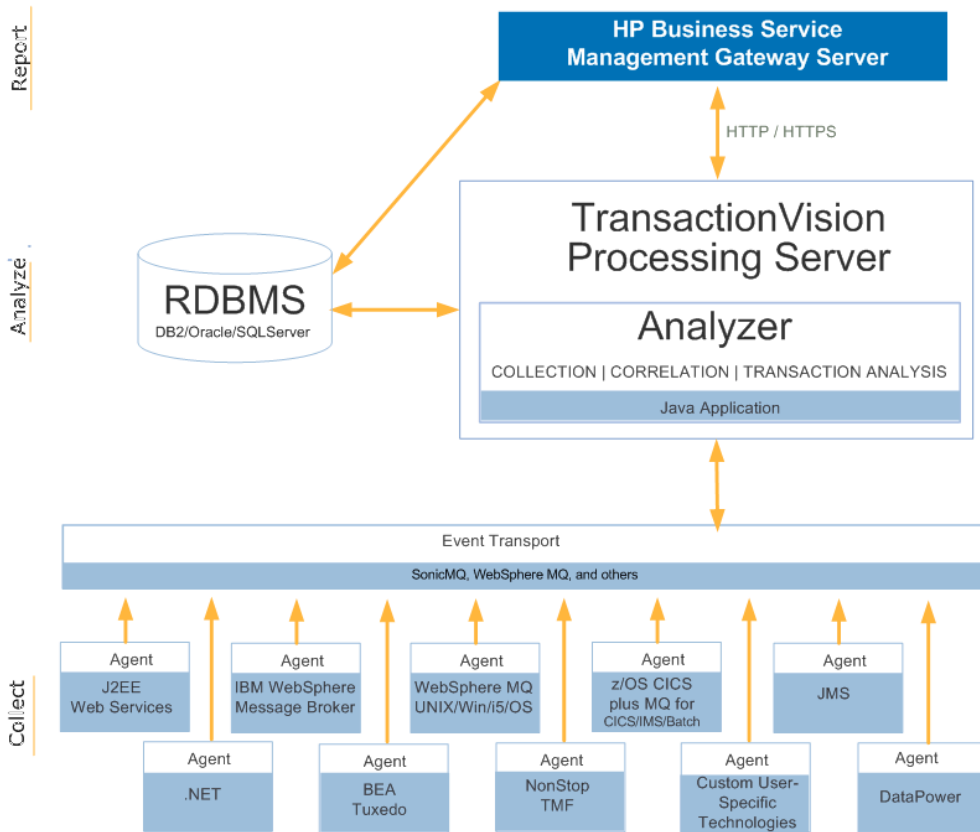 Report
HP Business Service
Management Gateway Server
HTTP / HTTPS
Analyze
RDBMS
DB2/Oracle/SQLServer
TransactionVision
Processing Server
Analyzer
COLLECTION | CORRELATION | TRANSACTION ANALYSIS
Java Application
Event Transport
SonicMQ, WebSphere MQ, and others
Collect
Agent
J2EE
Web Services
Agent
IBM WebSphere
Message Broker
Agent
WebSphere MQ
UNIX/Win/i5/OS
Agent
z/OS CICS
plus MQ for
CICS/IMS/Batch
Agent
JMS
Agent
.NET
Agent
BEA
Tuxedo
Agent
NonStop
TMF
Agent
Custom User-
Specific
Technologies
Agent
DataPower